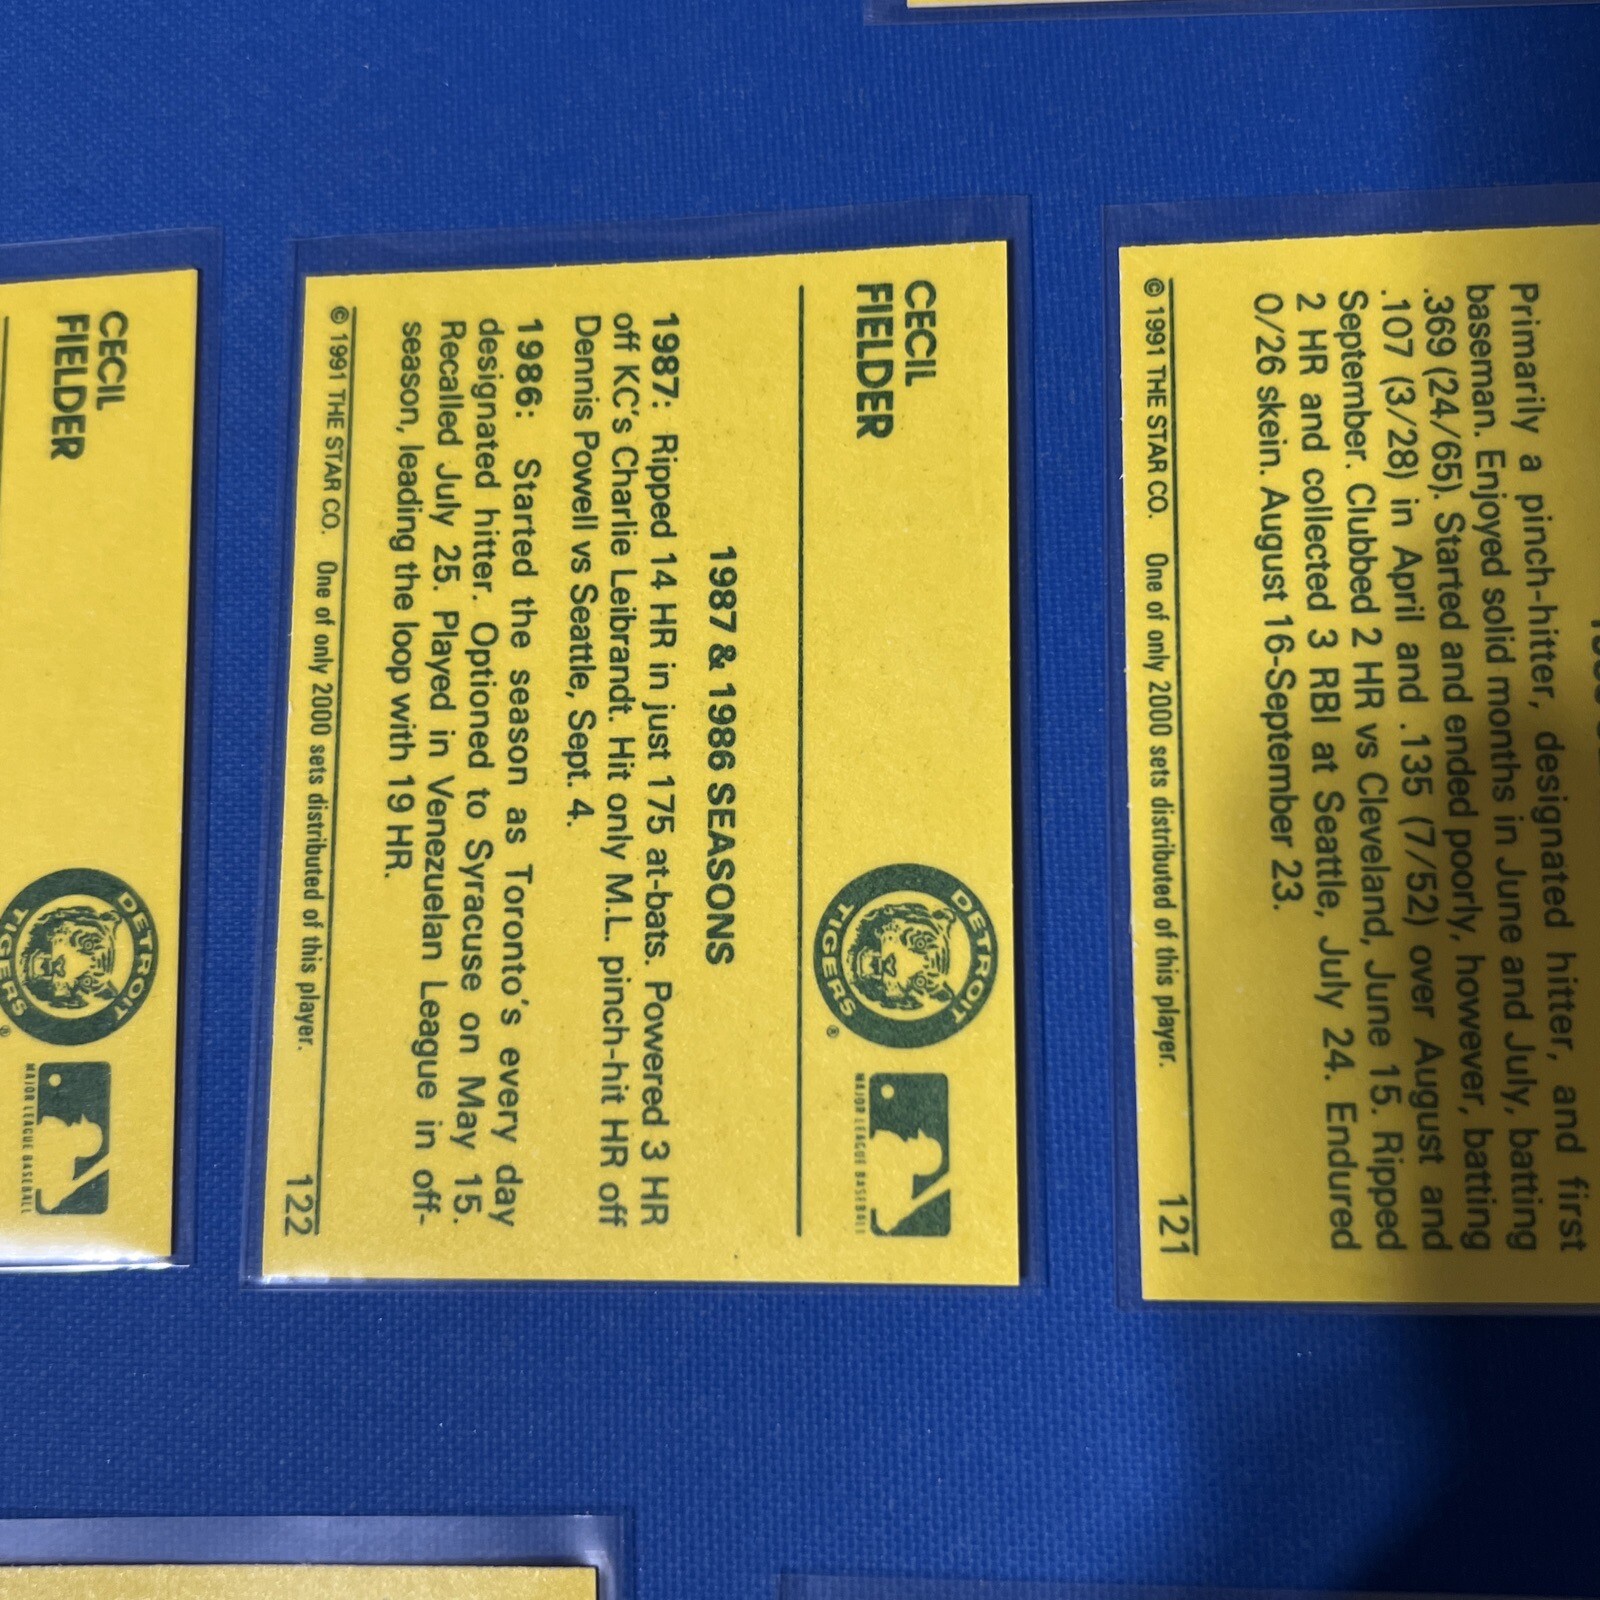 Primarily a pinch-hitter, designated hitter, and first
baseman. Enjoyed solid months in June and July, batting
.369 (24/65). Started and ended poorly, however, batting
.107 (3/28) in April and .135 (7/52) over August and
September. Clubbed 2 HR vs Cleveland, June 15. Ripped
2 HR and collected 3 RBI at Seattle, July 24. Endured
0/26 skein. August 16-September 23.
© 1991 THE STAR CO. One of only 2000 sets distributed of this player. 121
CECIL
FIELDER
DETROIT
TIGERS
®
MAJOR LEAGUE BASEBALL
1987 & 1986 SEASONS
1987: Ripped 14 HR in just 175 at-bats. Powered 3 HR
off KC's Charlie Leibrandt. Hit only M.L. pinch-hit HR off
Dennis Powell vs Seattle, Sept. 4.
1986: Started the season as Toronto's every day
designated hitter. Optioned to Syracuse on May 15.
Recalled July 25. Played in Venezuelan League in off-
season, leading the loop with 19 HR.
© 1991 THE STAR CO. One of only 2000 sets distributed of this player. 122
CECIL
FIELDER
DETROIT
TIGERS
®
MAJOR LEAGUE BASEBALL